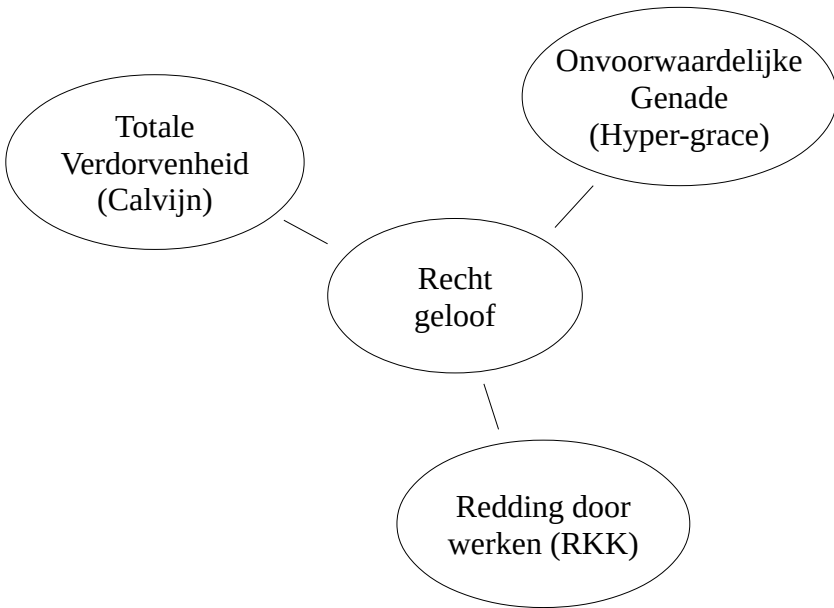 Onvoorwaardelijke
Genade
(Hyper-grace)
Totale
Verdorvenheid
(Calvijn)
Recht
geloof
Redding door
werken (RKK)